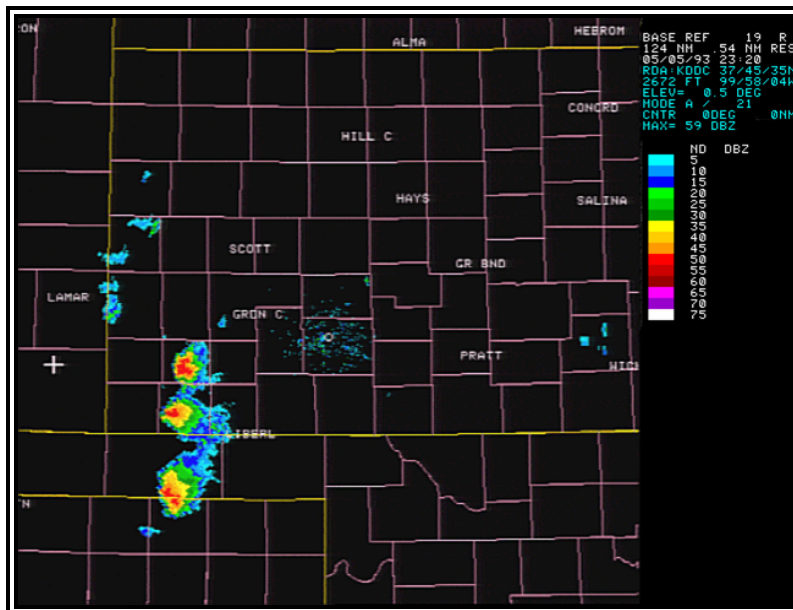 ON
ALMA
HEBROM
CONCRD
HILL C
HAYS
SALINA
SCOTT
GR BND
LAMAR
GRDN C
PRATT
WICH
LIBERL
N
BASE REF 19 R
124 NM .54 NM RES
05/05/93 23:20
RDA:KDDC 37/45/35N
2672 FT 99/58/04W
ELEV= 0.5 DEG
MODE A / 21
CNTR 0DEG 0NM
MAX= 59 DBZ
ND DBZ
5
10
15
20
25
30
35
40
45
50
55
60
65
70
75